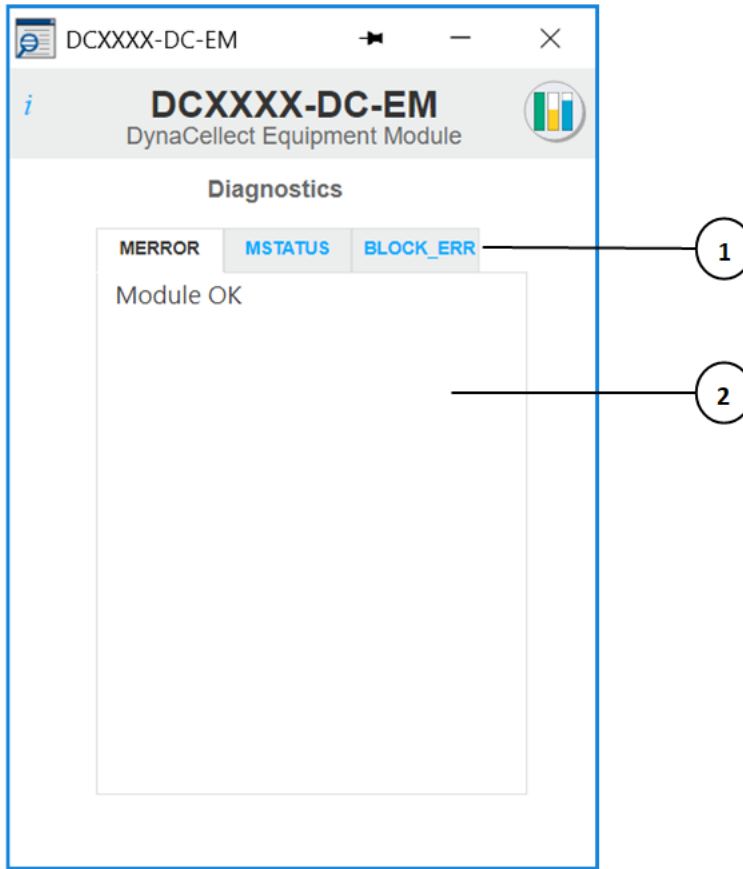 DCXXXX-DC-EM
i
DCXXXX-DC-EM
DynaCellect Equipment Module
Diagnostics
MERROR MSTATUS BLOCK_ERR
1
Module OK
2